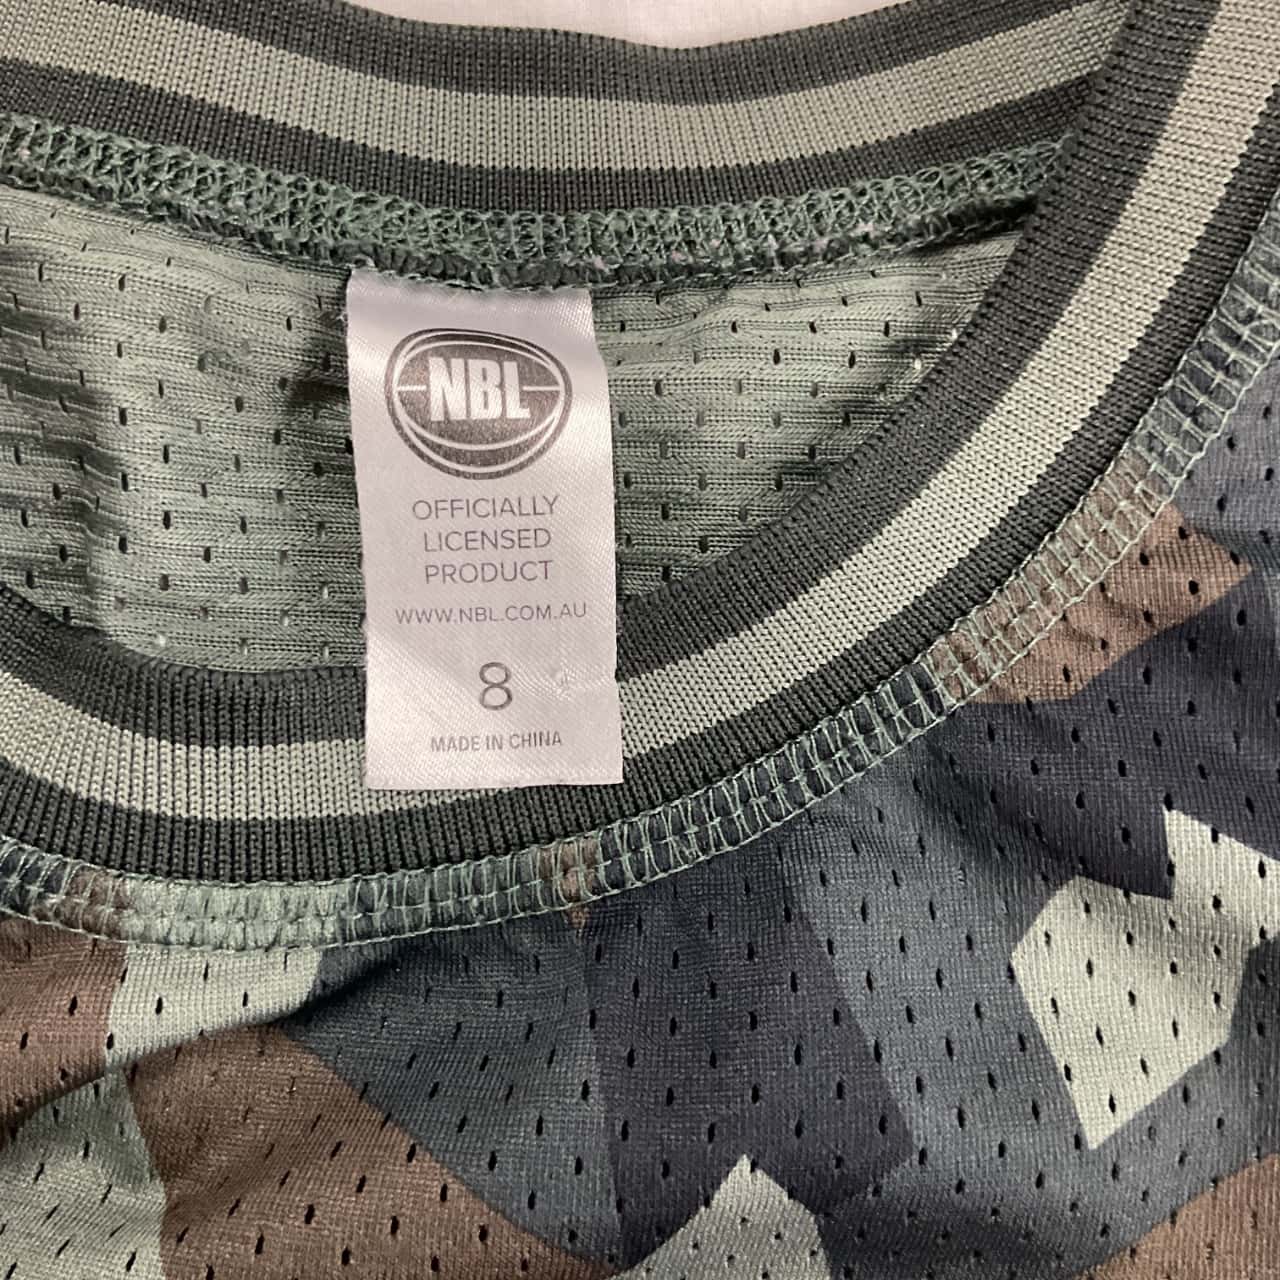 NBL
OFFICIALLY
LICENSED
PRODUCT
WWW.NBL.COM.AU
8
MADE IN CHINA